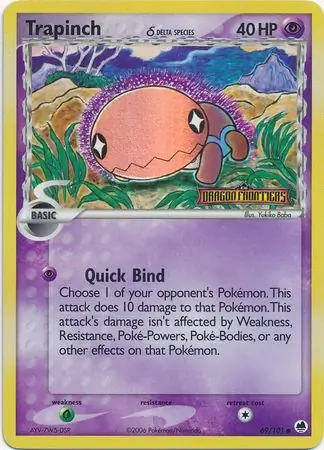 Trapinch δ DELTA SPECIES 40 HP
DRAGON FRONTIERS
Illus. Yukiko Baba
BASIC
Quick Bind
Choose 1 of your opponent's Pokémon. This
attack does 10 damage to that Pokémon. This
attack's damage isn't affected by Weakness,
Resistance, Poké-Powers, Poké-Bodies, or any
other effects on that Pokémon.
weakness resistance retreat cost
©2006 Pokémon/Nintendo 69/101